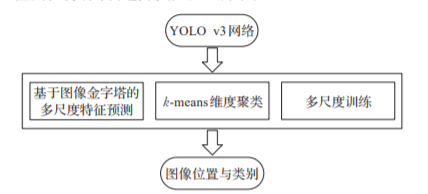 YOLO v3网络
基于图像金字塔的
多尺度特征预测
k-means维度聚类
多尺度训练
图像位置与类别